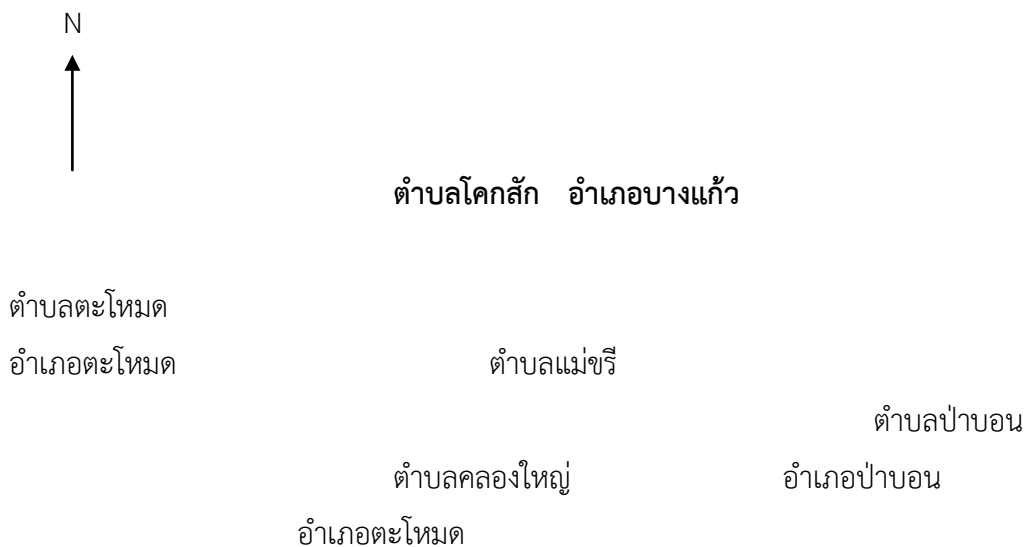 N
ตำบลโคกสัก อำเภอบางแก้ว
ตำบลตะโหมด
อำเภอตะโหมด ตำบลแม่ขรี
ตำบลป่าบอน
ตำบลคลองใหญ่ อำเภอป่าบอน
อำเภอตะโหมด